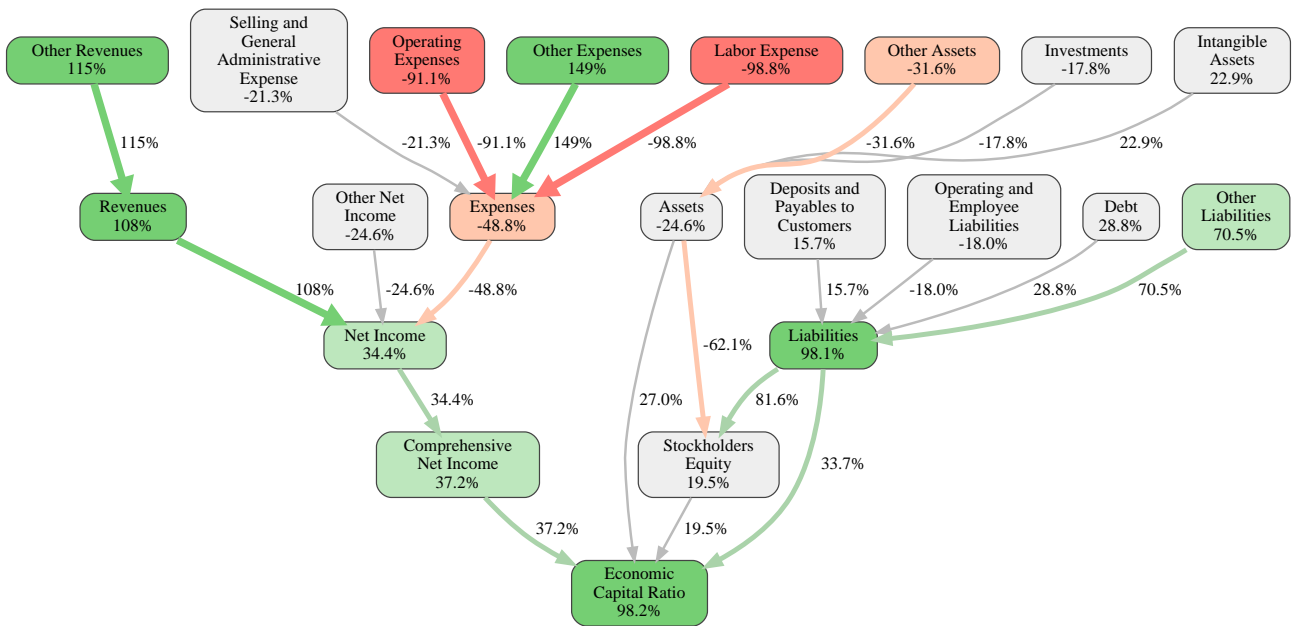 Other Revenues
115%
Selling and
General
Administrative
Expense
-21.3%
Operating
Expenses
-91.1%
Other Expenses
149%
Labor Expense
-98.8%
Other Assets
-31.6%
Investments
-17.8%
Intangible
Assets
22.9%
115%
-21.3%
-91.1%
149%
-98.8%
-31.6%
-17.8%
22.9%
Revenues
108%
Other Net
Income
-24.6%
Expenses
-48.8%
Assets
-24.6%
Deposits and
Payables to
Customers
15.7%
Operating and
Employee
Liabilities
-18.0%
Debt
28.8%
Other
Liabilities
70.5%
108%
-24.6%
-48.8%
15.7%
-18.0%
28.8%
70.5%
Net Income
34.4%
-62.1%
Liabilities
98.1%
34.4%
27.0%
81.6%
Comprehensive
Net Income
37.2%
Stockholders
Equity
19.5%
33.7%
37.2%
19.5%
Economic
Capital Ratio
98.2%